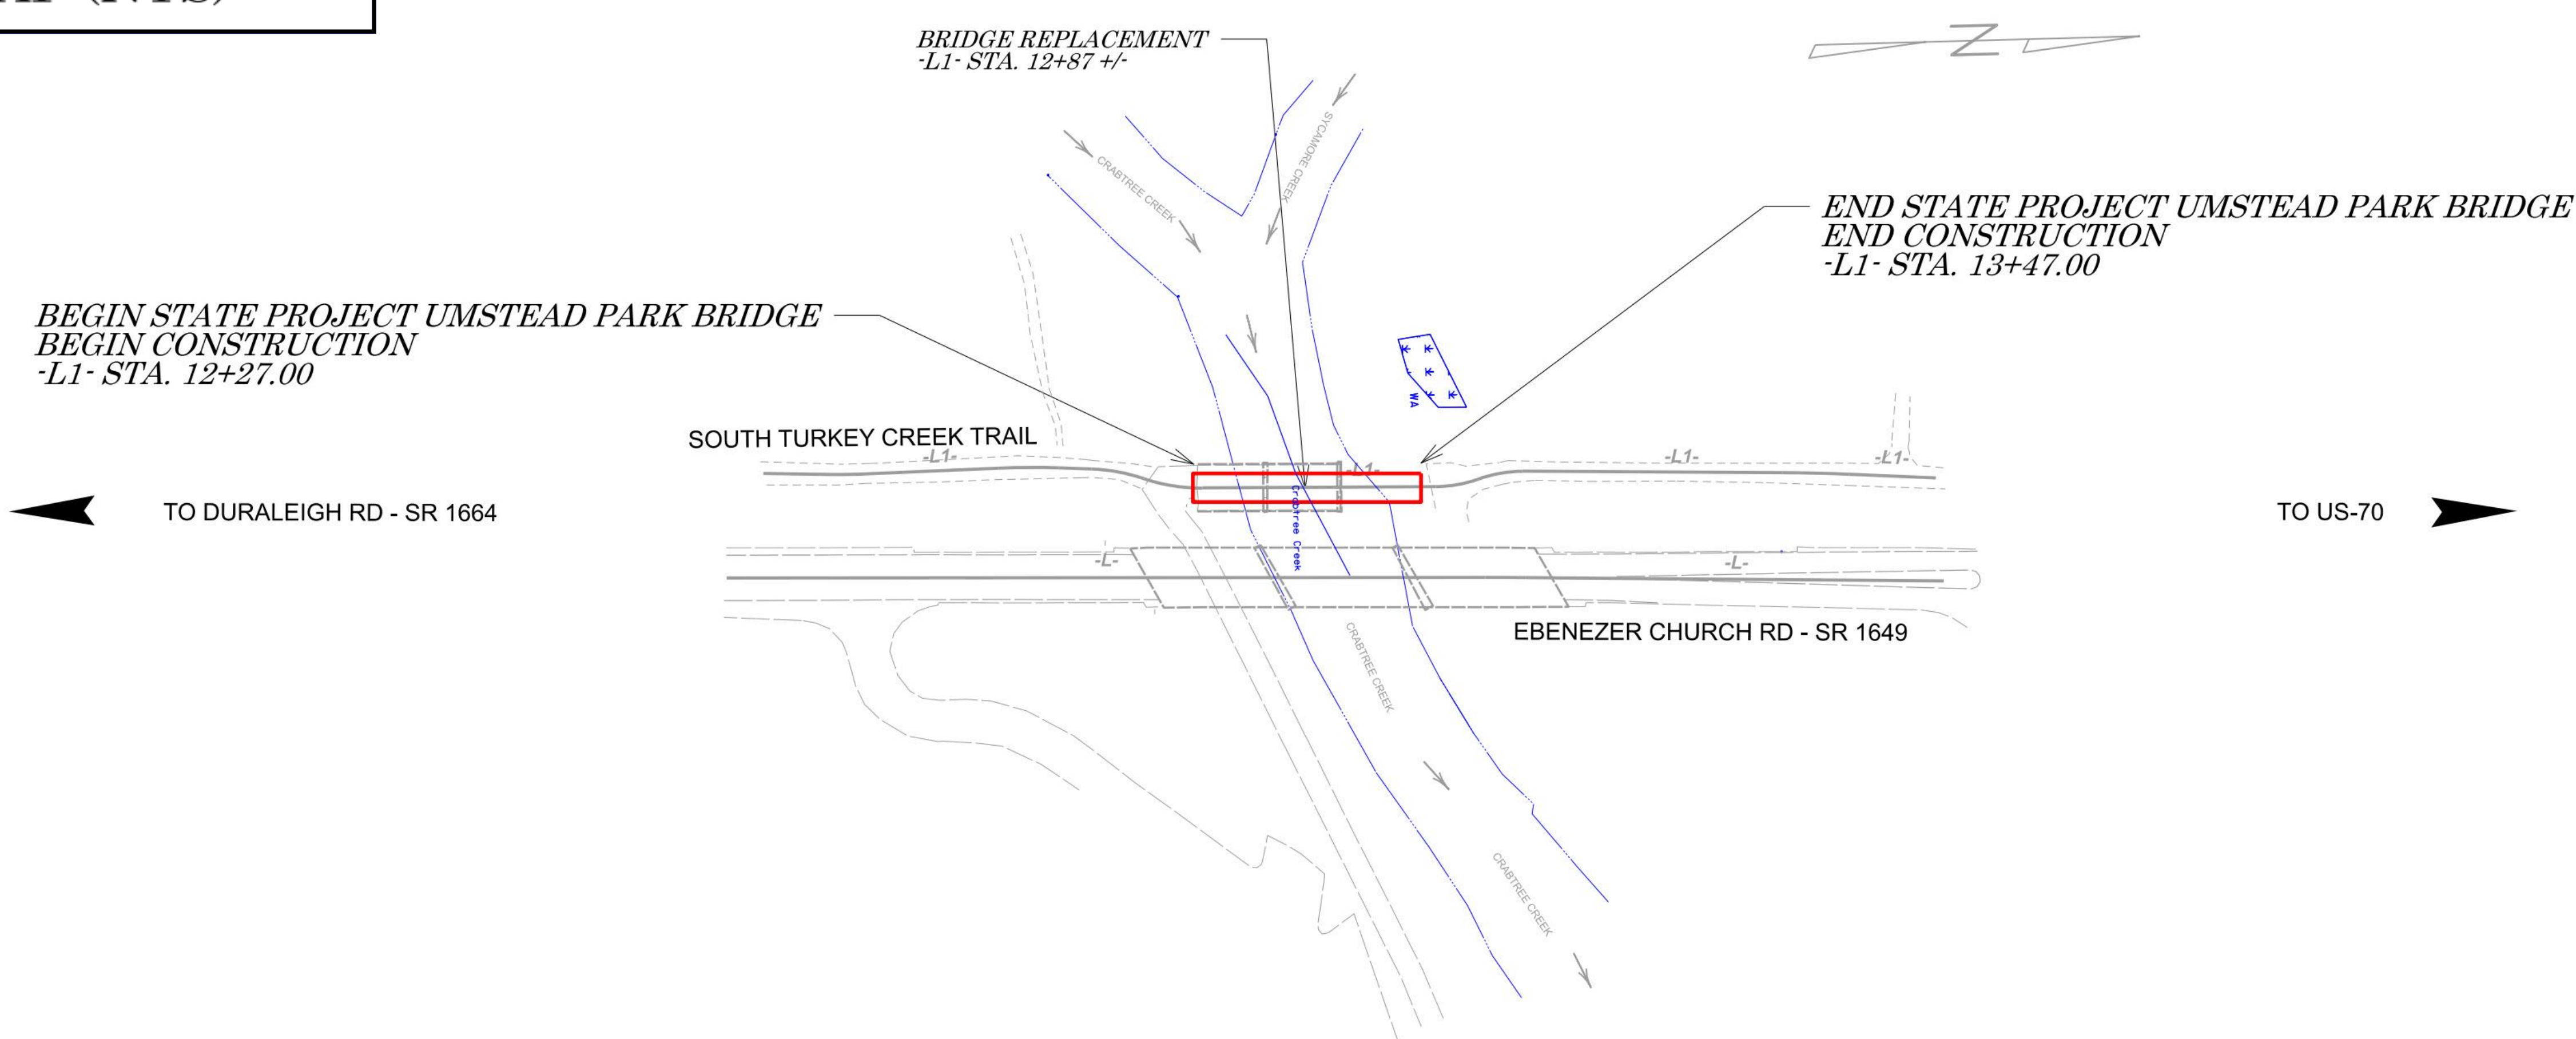 (NTS)
BRIDGE REPLACEMENT
-L1- STA. 12+87 +/-
N
CRABTREE CREEK
SYCAMORE CREEK
END STATE PROJECT UMSTEAD PARK BRIDGE
END CONSTRUCTION
-L1- STA. 13+47.00
BEGIN STATE PROJECT UMSTEAD PARK BRIDGE
BEGIN CONSTRUCTION
-L1- STA. 12+27.00
WA
SOUTH TURKEY CREEK TRAIL
-L1-
-L1-
-L1-
-L1-
TO DURALEIGH RD - SR 1664
Crabtree Creek
TO US-70
-L-
-L-
EBENEZER CHURCH RD - SR 1649
CRABTREE CREEK
CRABTREE CREEK